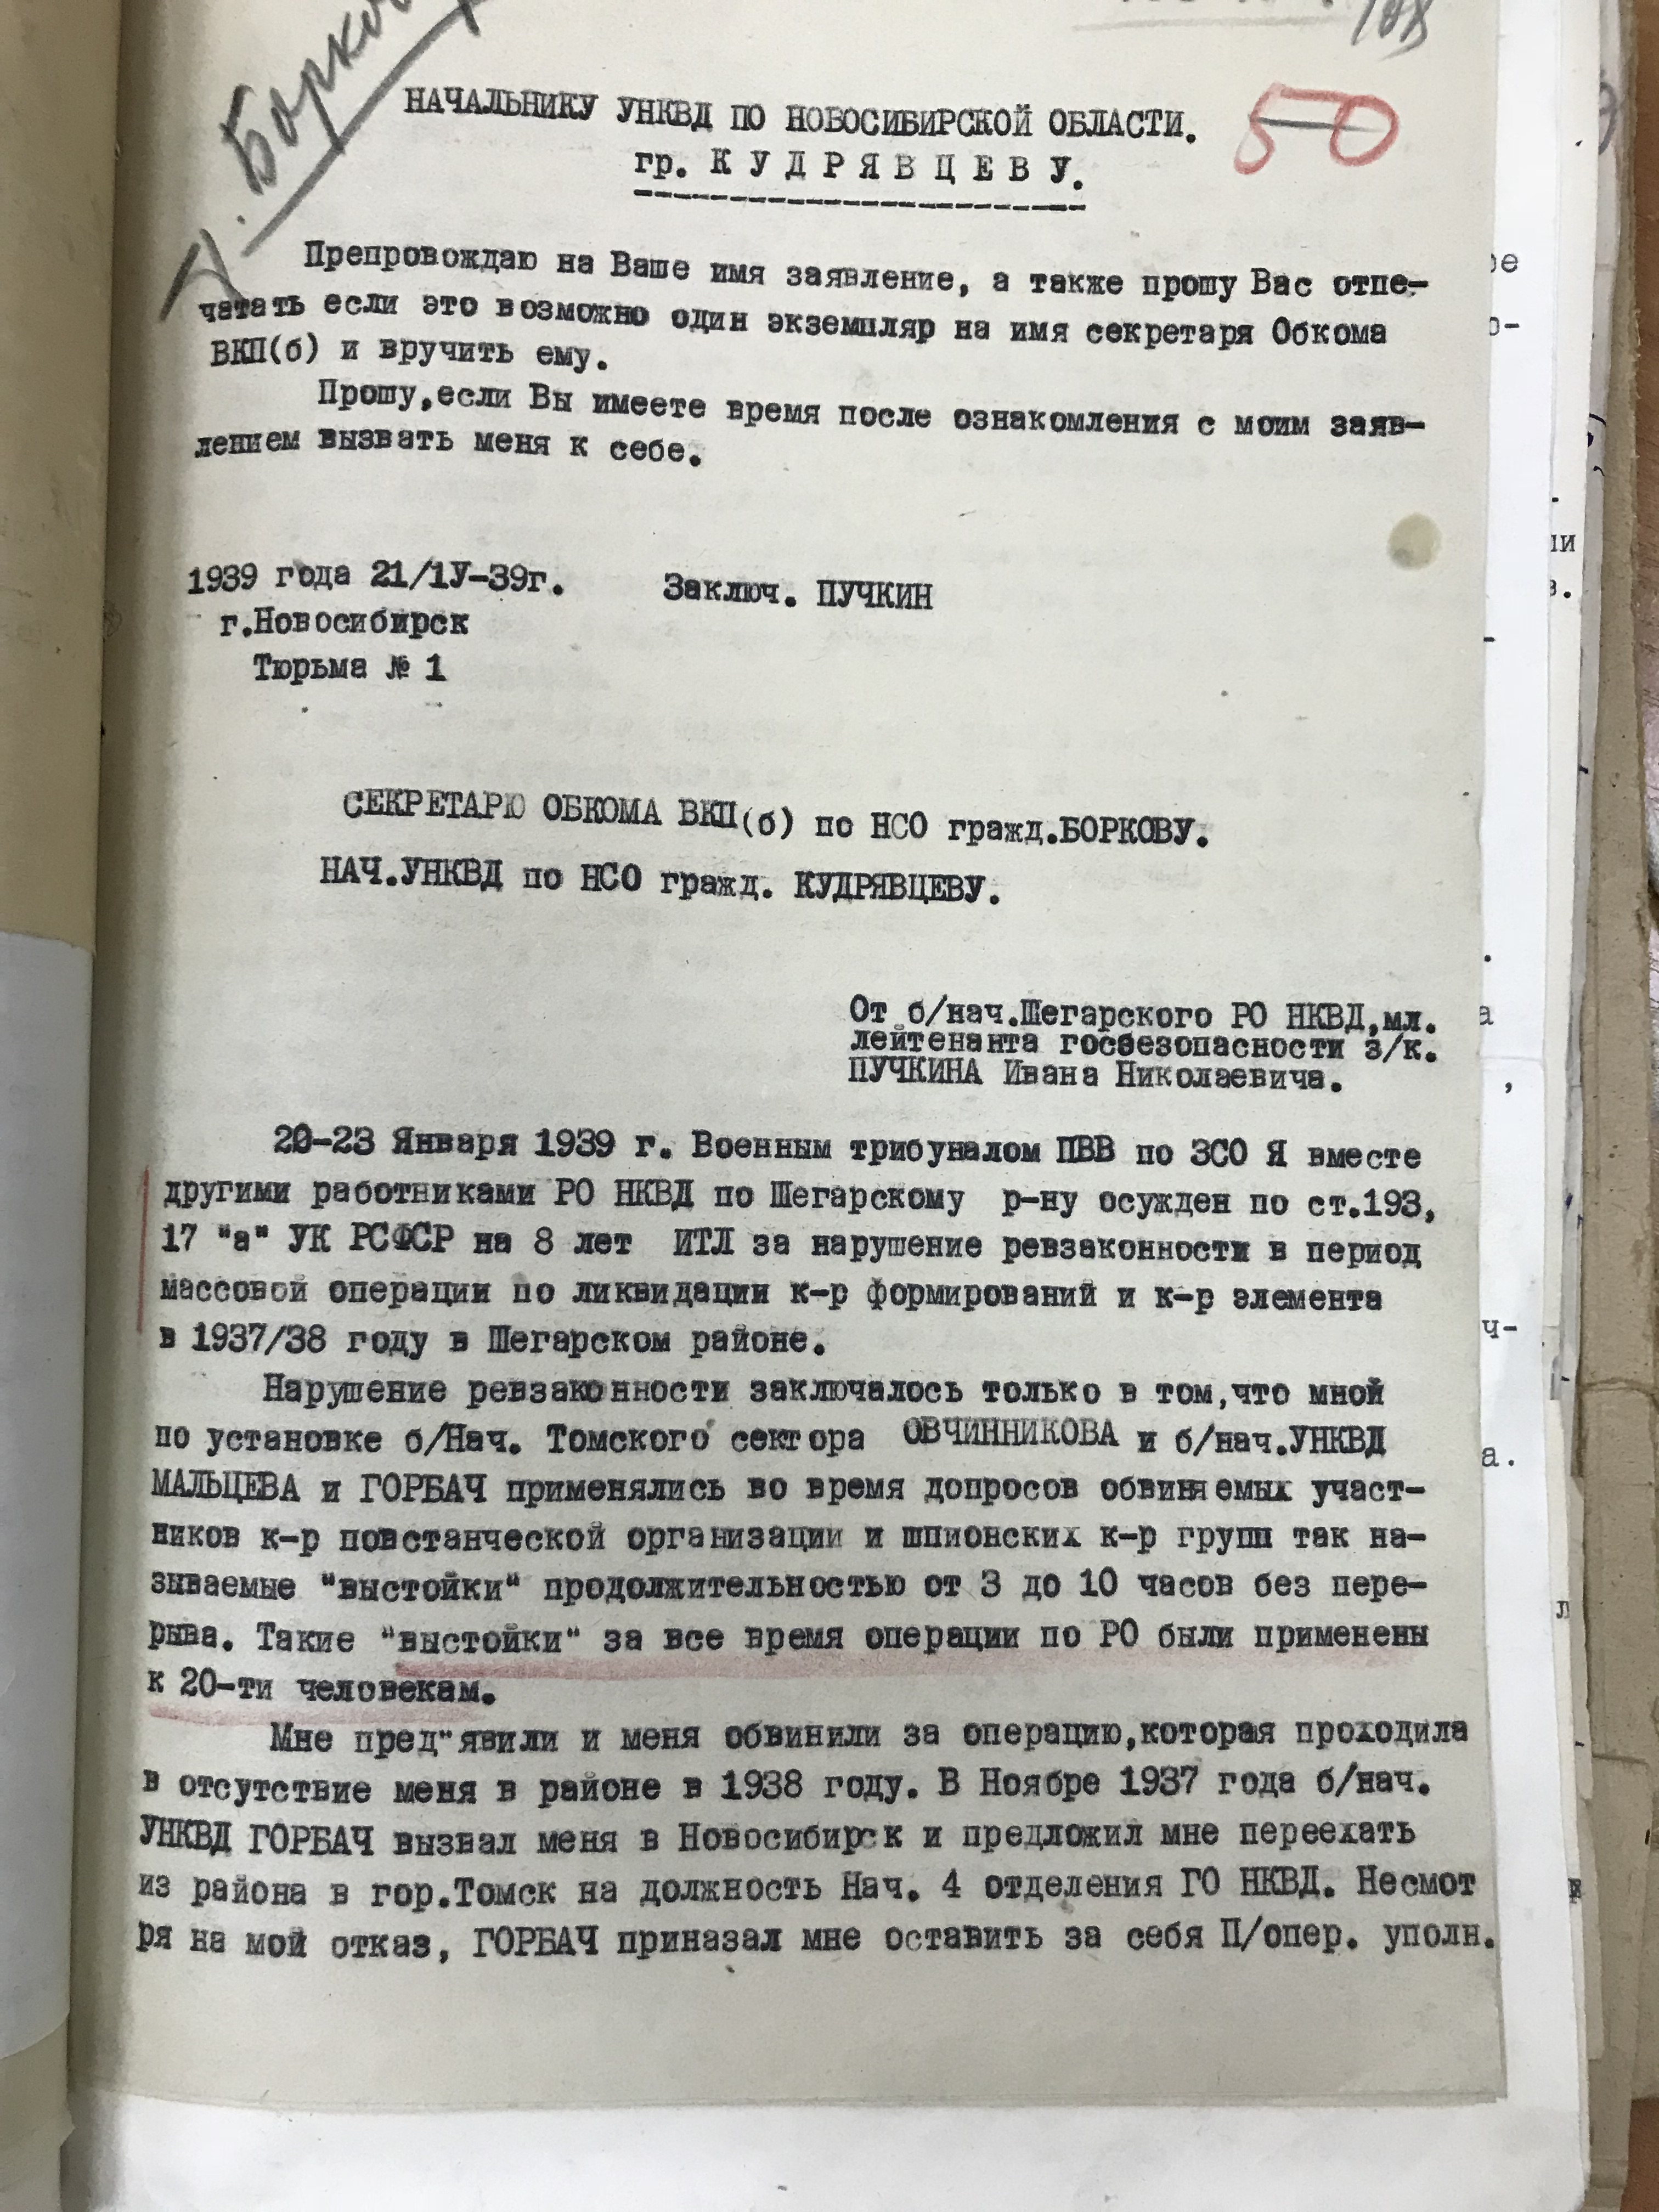 108
50
НАЧАЛЬНИКУ УНКВД ПО НОВОСИБИРСКОЙ ОБЛАСТИ.
гр. К У Д Р Я В Ц Е В У.
Препровождаю на Ваше имя заявление, а также прошу Вас отпе-
чатать если это возможно один экземпляр на имя секретаря Обкома
ВКП(б) и вручить ему.
Прошу,если Вы имеете время после ознакомления с моим заяв-
лением вызвать меня к себе.
1939 года 21/1У-39г. Заключ. ПУЧКИН
г.Новосибирск
Тюрьма № 1
СЕКРЕТАРЮ ОБКОМА ВКП(б) по НСО гражд.БОРКОВУ.
НАЧ.УНКВД по НСО гражд. КУДРЯВЦЕВУ.
От б/нач.Шегарского РО НКВД,мл.
лейтенанта госбезопасности з/к.
ПУЧКИНА Ивана Николаевича.
20-23 Января 1939 г. Военным трибуналом ПВВ по ЗСО Я вместе
другими работниками РО НКВД по Шегарскому р-ну осужден по ст.193,
17 "а" УК РСФСР на 8 лет ИТЛ за нарушение ревзаконности в период
массовой операции по ликвидации к-р формирований и к-р элемента
в 1937/38 году в Шегарском районе.
Нарушение ревзаконности заключалось только в том,что мной
по установке б/Нач. Томского сектора ОВЧИННИКОВА и б/нач.УНКВД
МАЛЬЦЕВА и ГОРБАЧ применялись во время допросов обвиняемых участ-
ников к-р повстанческой организации и шпионских к-р групп так на-
зываемые "выстойки" продолжительностью от 3 до 10 часов без пере-
рыва. Такие "выстойки" за все время операции по РО были применены
к 20-ти человекам.
Мне пред"явили и меня обвинили за операцию,которая проходила
в отсутствие меня в районе в 1938 году. В Ноябре 1937 года б/нач.
УНКВД ГОРБАЧ вызвал меня в Новосибирск и предложил мне переехать
из района в гор.Томск на должность Нач. 4 отделения ГО НКВД. Несмот
ря на мой отказ, ГОРБАЧ приназал мне оставить за себя П/опер. уполн.